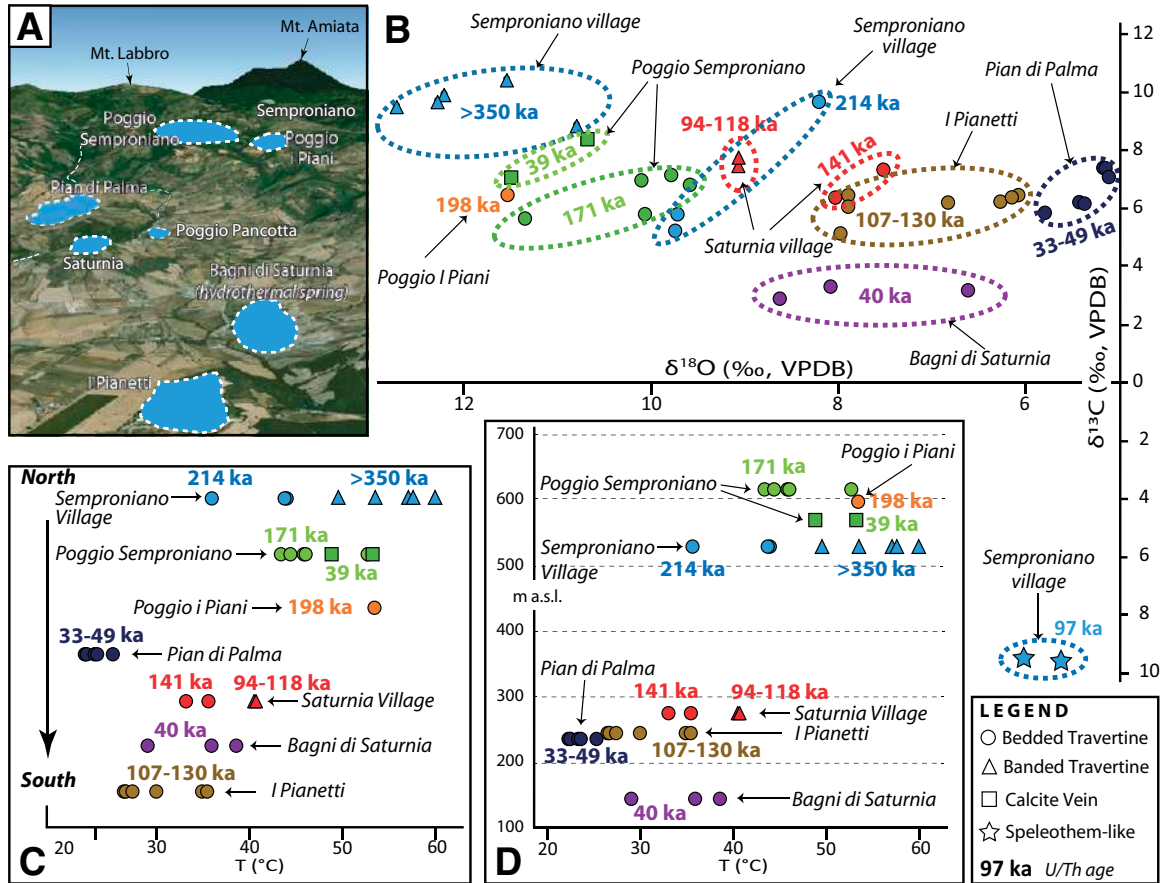 A
Mt. Amiata
Mt. Labbro
Semproniano
Poggio
Semproniano
Poggio
I Piani
Pian di Palma
Poggio Pancotta
Saturnia
Bagni di Saturnia
(hydrothermal spring)
I Pianetti
B
Semproniano village
Poggio Semproniano
Semproniano
village
Pian di Palma
I Pianetti
>350 ka
214 ka
94-118 ka
39 ka
141 ka
198 ka
171 ka
107-130 ka
33-49 ka
Saturnia village
Poggio I Piani
40 ka
Bagni di Saturnia
δ18O (‰, VPDB)
12
10
8
6
12
10
8
6
4
2
0
2
4
6
8
10
δ13C (‰, VPDB)
Semproniano
village
97 ka
C
North
South
Semproniano
Village
214 ka
>350 ka
Poggio Semproniano
171 ka
39 ka
Poggio i Piani
198 ka
33-49 ka
Pian di Palma
141 ka
94-118 ka
Saturnia Village
40 ka
Bagni di Saturnia
107-130 ka
I Pianetti
20
30
40
50
60
T (°C)
D
700
600
500
m a.s.l.
400
300
200
100
171 ka
Poggio i Piani
Poggio Semproniano
198 ka
39 ka
Semproniano
Village
214 ka
>350 ka
Pian di Palma
141 ka
94-118 ka
Saturnia Village
I Pianetti
33-49 ka
107-130 ka
40 ka
Bagni di Saturnia
20
30
40
50
60
T (°C)
LEGEND
Bedded Travertine
Banded Travertine
Calcite Vein
Speleothem-like
97 ka U/Th age